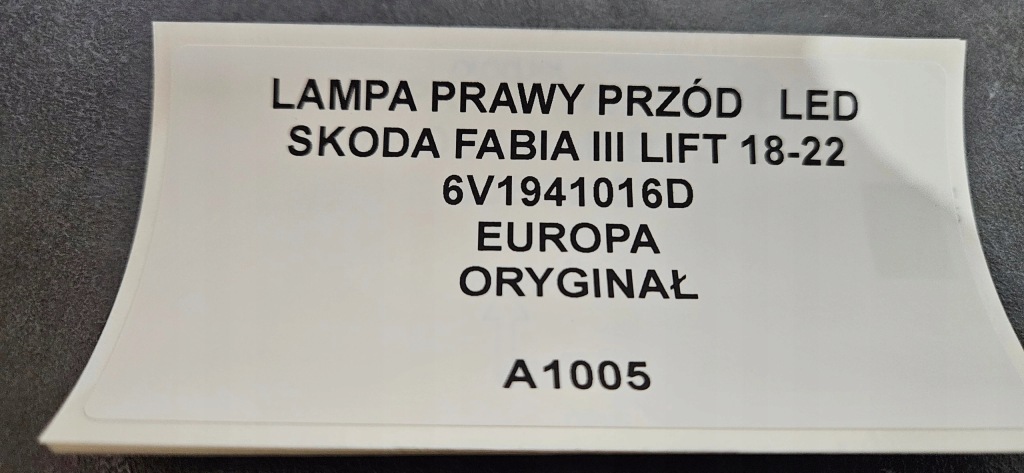 LAMPA PRAWY PRZÓD LED
SKODA FABIA III LIFT 18-22
6V1941016D
EUROPA
ORYGINAŁ
A1005